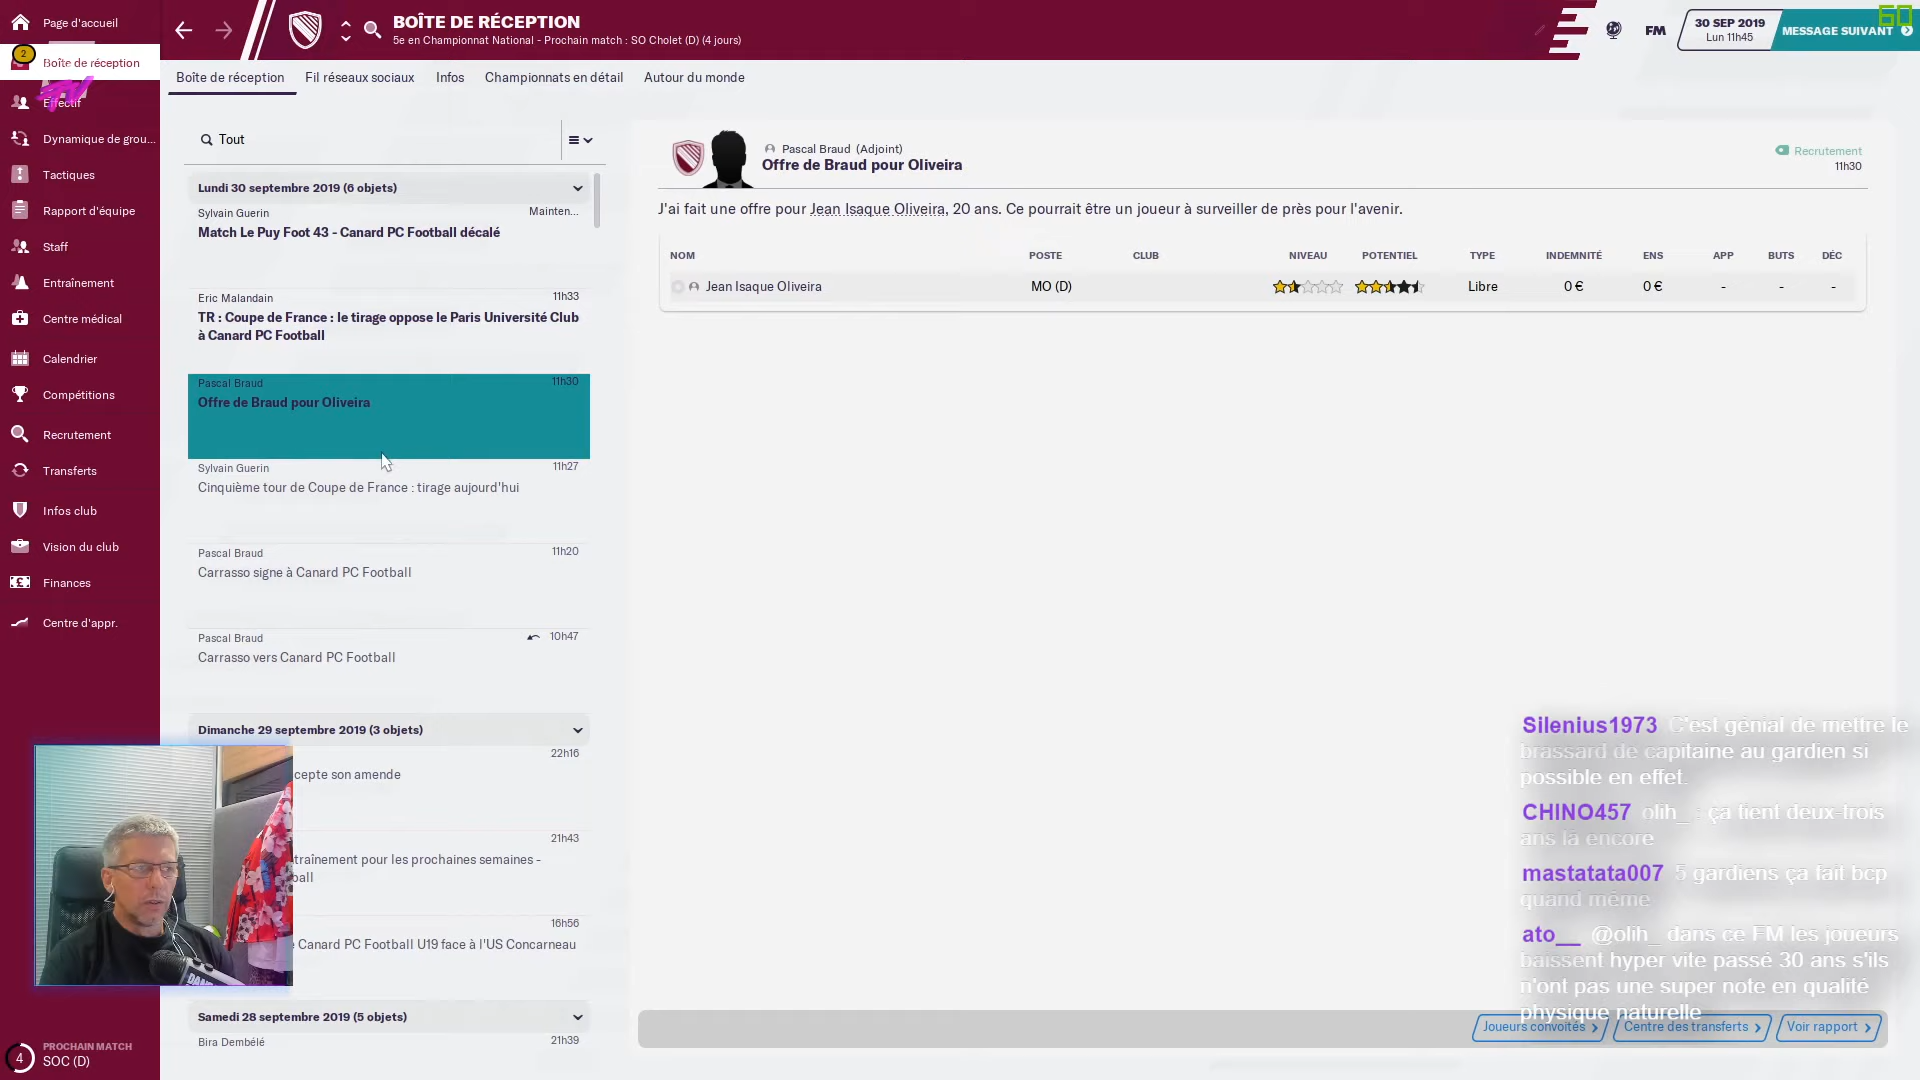 Page d'accueil
2
Boîte de réception
Effectif
Dynamique de grou...
Tactiques
Rapport d'équipe
Staff
Entraînement
Centre médical
Calendrier
Compétitions
Recrutement
Transferts
Infos club
Vision du club
Finances
Centre d'appr.
4
PROCHAIN MATCH
SOC (D)
BOÎTE DE RÉCEPTION
5e en Championnat National - Prochain match : SO Cholet (D) (4 jours)
FM
30 SEP 2019
Lun 11h45
MESSAGE SUIVANT
60
Boîte de réception
Fil réseaux sociaux
Infos
Championnats en détail
Autour du monde
Tout
Lundi 30 septembre 2019 (6 objets)
Sylvain Guerin
Mainten...
Match Le Puy Foot 43 - Canard PC Football décalé
Eric Malandain
11h33
TR : Coupe de France : le tirage oppose le Paris Université Club
à Canard PC Football
Pascal Braud
11h30
Offre de Braud pour Oliveira
Sylvain Guerin
11h27
Cinquième tour de Coupe de France : tirage aujourd'hui
Pascal Braud
11h20
Carrasso signe à Canard PC Football
Pascal Braud
10h47
Carrasso vers Canard PC Football
Dimanche 29 septembre 2019 (3 objets)
22h16
cepte son amende
21h43
traînement pour les prochaines semaines -
ball
16h56
Canard PC Football U19 face à l'US Concarneau
Samedi 28 septembre 2019 (5 objets)
Bira Dembélé
21h39
Pascal Braud (Adjoint)
Offre de Braud pour Oliveira
Recrutement
11h30
J'ai fait une offre pour Jean Isaque Oliveira, 20 ans. Ce pourrait être un joueur à surveiller de près pour l'avenir.
NOM POSTE CLUB NIVEAU POTENTIEL TYPE INDEMNITÉ ENS APP BUTS DÉC
Jean Isaque Oliveira MO (D) Libre 0 € 0 € - - -
Silenius1973 C'est génial de mettre le
brassard de capitaine au gardien si
possible en effet.
CHINO457 olih_ : ça tient deux-trois
ans là encore
mastatata007 5 gardiens ça fait bcp
quand même
ato__ @olih_ dans ce FM les joueurs
baissent hyper vite passé 30 ans s'ils
n'ont pas une super note en qualité
physique naturelle
Joueurs convoités
Centre des transferts
Voir rapport